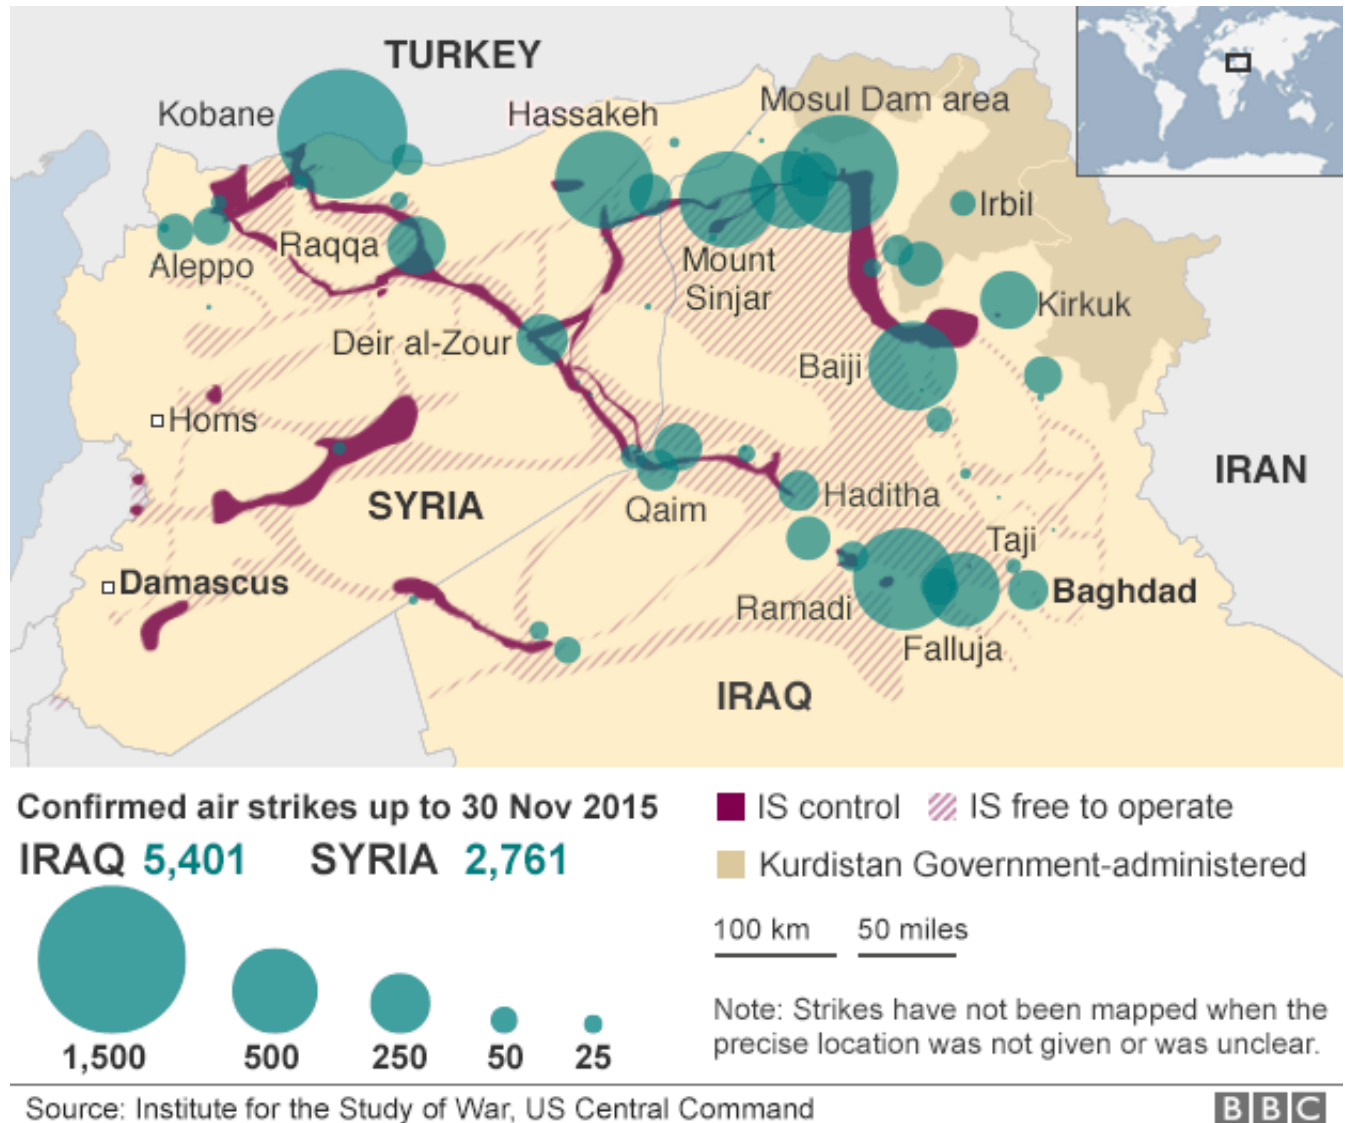 TURKEY
Kobane
Hassakeh
Mosul Dam area
Irbil
Raqqa
Aleppo
Mount
Sinjar
Kirkuk
Deir al-Zour
Baiji
Homs
IRAN
SYRIA
Qaim
Haditha
Taji
Damascus
Baghdad
Ramadi
Falluja
IRAQ
Confirmed air strikes up to 30 Nov 2015
IRAQ 5,401 SYRIA 2,761
1,500 500 250 50 25
IS control IS free to operate
Kurdistan Government-administered
100 km 50 miles
Note: Strikes have not been mapped when the
precise location was not given or was unclear.
Source: Institute for the Study of War, US Central Command
BBC